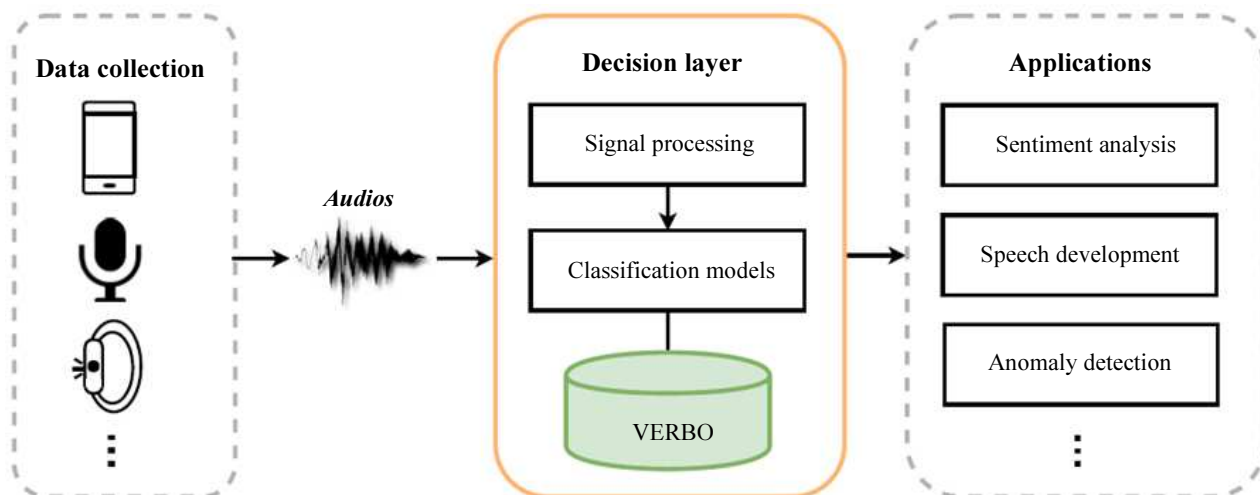 Data collection
Audios
Decision layer
Signal processing
Classification models
VERBO
Applications
Sentiment analysis
Speech development
Anomaly detection